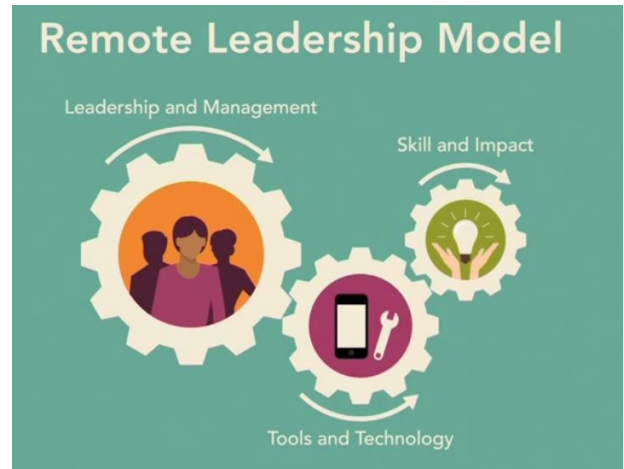 Remote Leadership Model
Leadership and Management
Skill and Impact
Tools and Technology